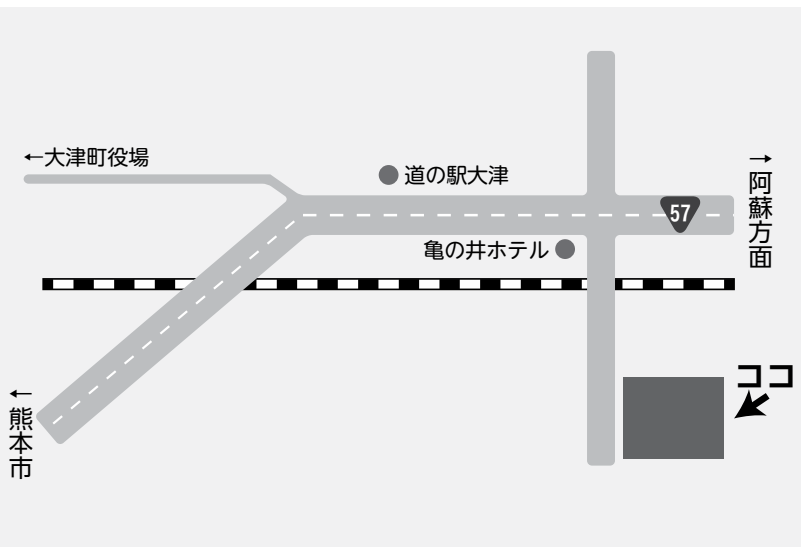 ←大津町役場
道の駅大津
→阿蘇方面
57
亀の井ホテル
ココ
←熊本市